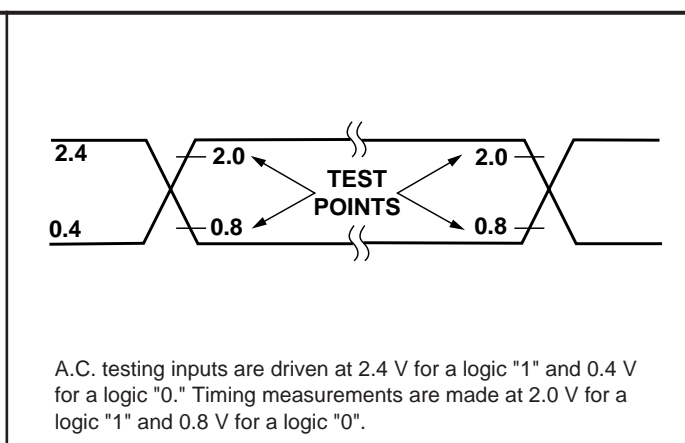 2.4
2.0
TEST
POINTS
2.0
0.4
0.8
0.8
A.C. testing inputs are driven at 2.4 V for a logic "1" and 0.4 V
for a logic "0." Timing measurements are made at 2.0 V for a
logic "1" and 0.8 V for a logic "0".